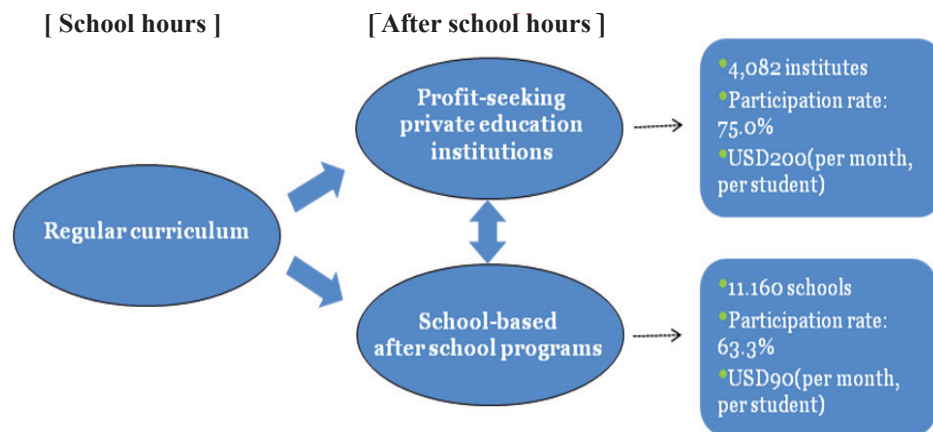 [ School hours ]
[ After school hours ]
Profit-seeking
private education
institutions
•4,082 institutes
•Participation rate:
75.0%
•USD200(per month,
per student)
Regular curriculum
School-based
after school programs
•11.160 schools
•Participation rate:
63.3%
•USD90(per month,
per student)